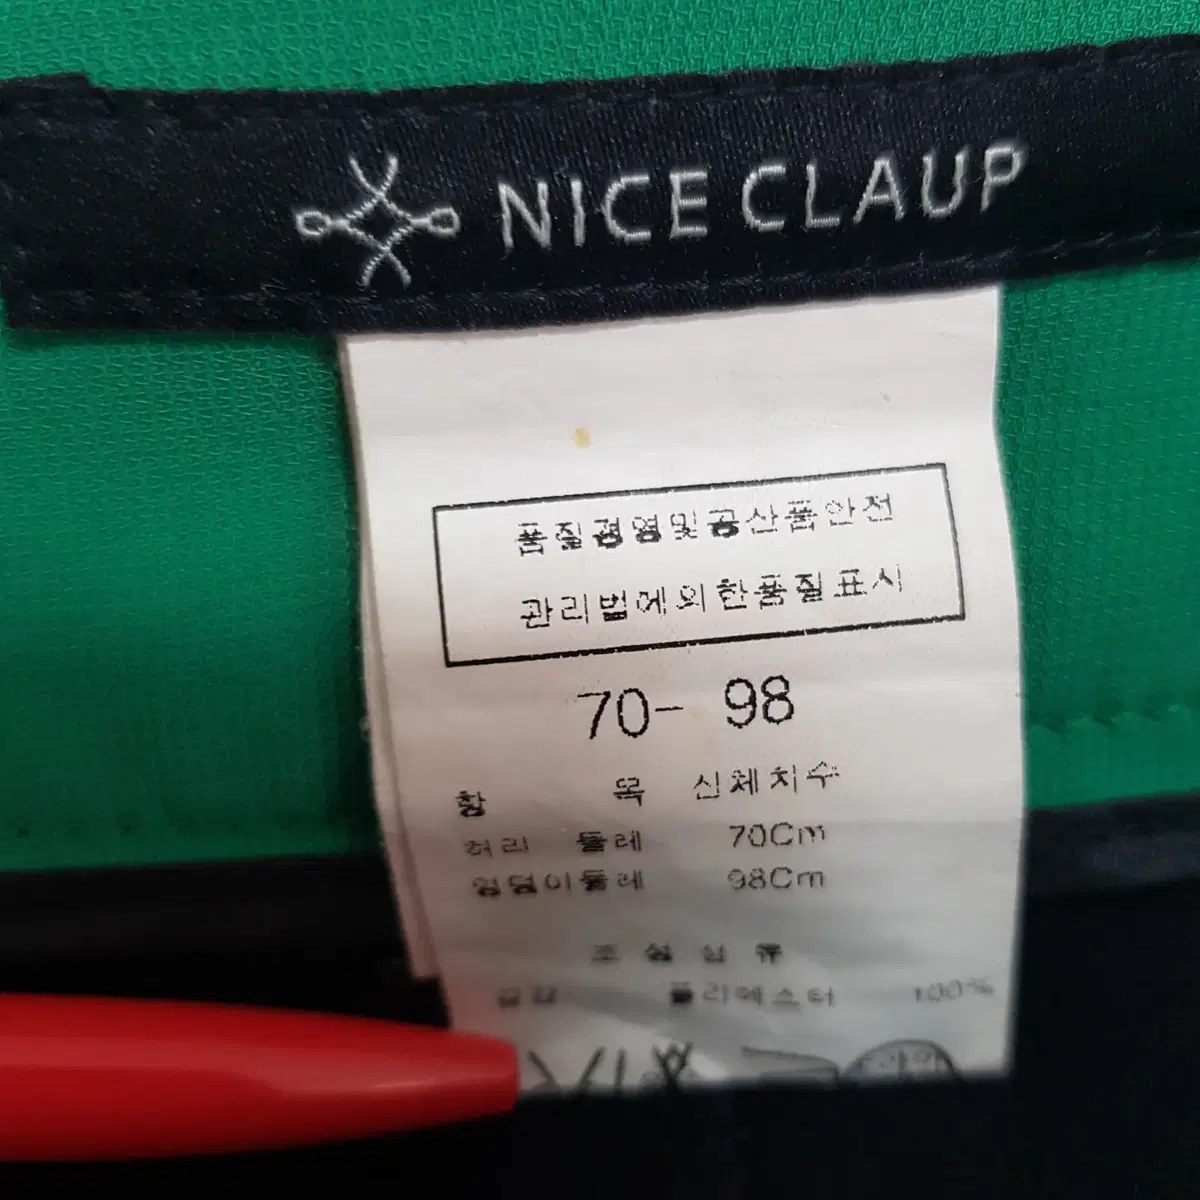 NICE CLAUP
품질경영및공산품안전
관리법에의한품질표시
70- 98
항 목 신체치수
허리 둘레 70Cm
엉덩이둘레 98Cm
조성섬유
폴리에스터 100%